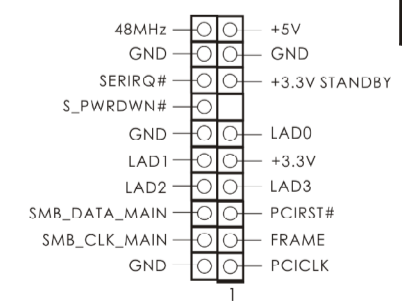 48MHz +5V
GND GND
SERIRQ# +3.3V STANDBY
S_PWRDWN#
GND LAD0
LAD1 +3.3V
LAD2 LAD3
SMB_DATA_MAIN PCIRST#
SMB_CLK_MAIN FRAME
GND PCICLK
1